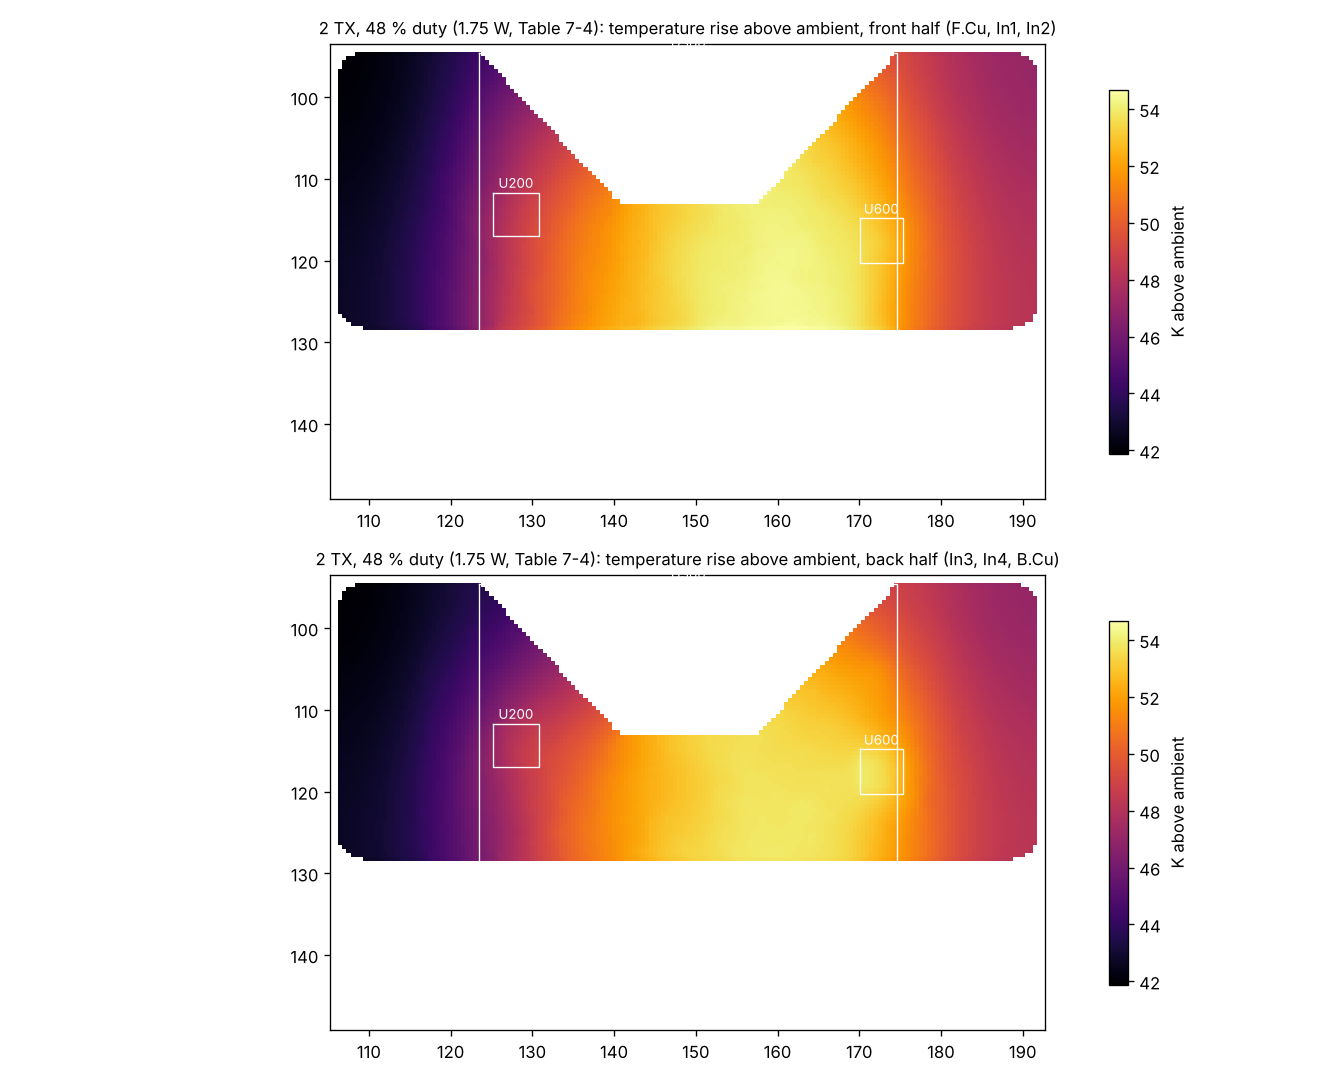 2 TX, 48 % duty (1.75 W, Table 7-4): temperature rise above ambient, front half (F.Cu, In1, In2)
100
110
120
130
140
U200
U600
110 120 130 140 150 160 170 180 190
54
52
50
48
46
44
42
K above ambient
2 TX, 48 % duty (1.75 W, Table 7-4): temperature rise above ambient, back half (In3, In4, B.Cu)
100
110
120
130
140
U200
U600
110 120 130 140 150 160 170 180 190
54
52
50
48
46
44
42
K above ambient